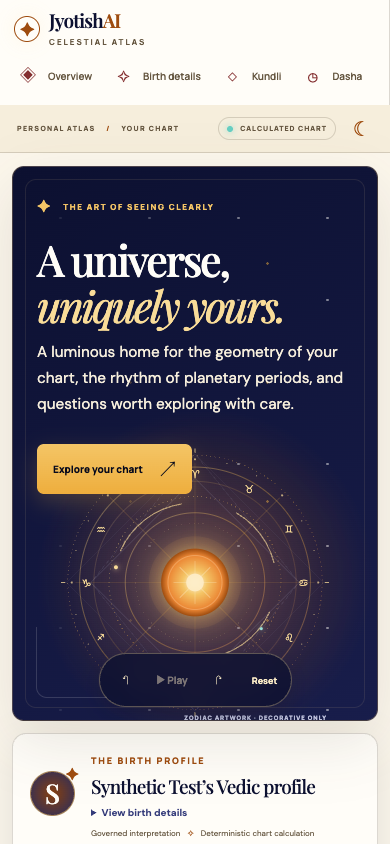 JyotishAI
CELESTIAL ATLAS
Overview
Birth details
Kundli
Dasha
PERSONAL ATLAS / YOUR CHART
CALCULATED CHART
THE ART OF SEEING CLEARLY
A universe,
uniquely yours.
A luminous home for the geometry of your
chart, the rhythm of planetary periods, and
questions worth exploring with care.
Explore your chart
Play
Reset
ZODIAC ARTWORK · DECORATIVE ONLY
THE BIRTH PROFILE
S
Synthetic Test’s Vedic profile
View birth details
Governed interpretation
Deterministic chart calculation